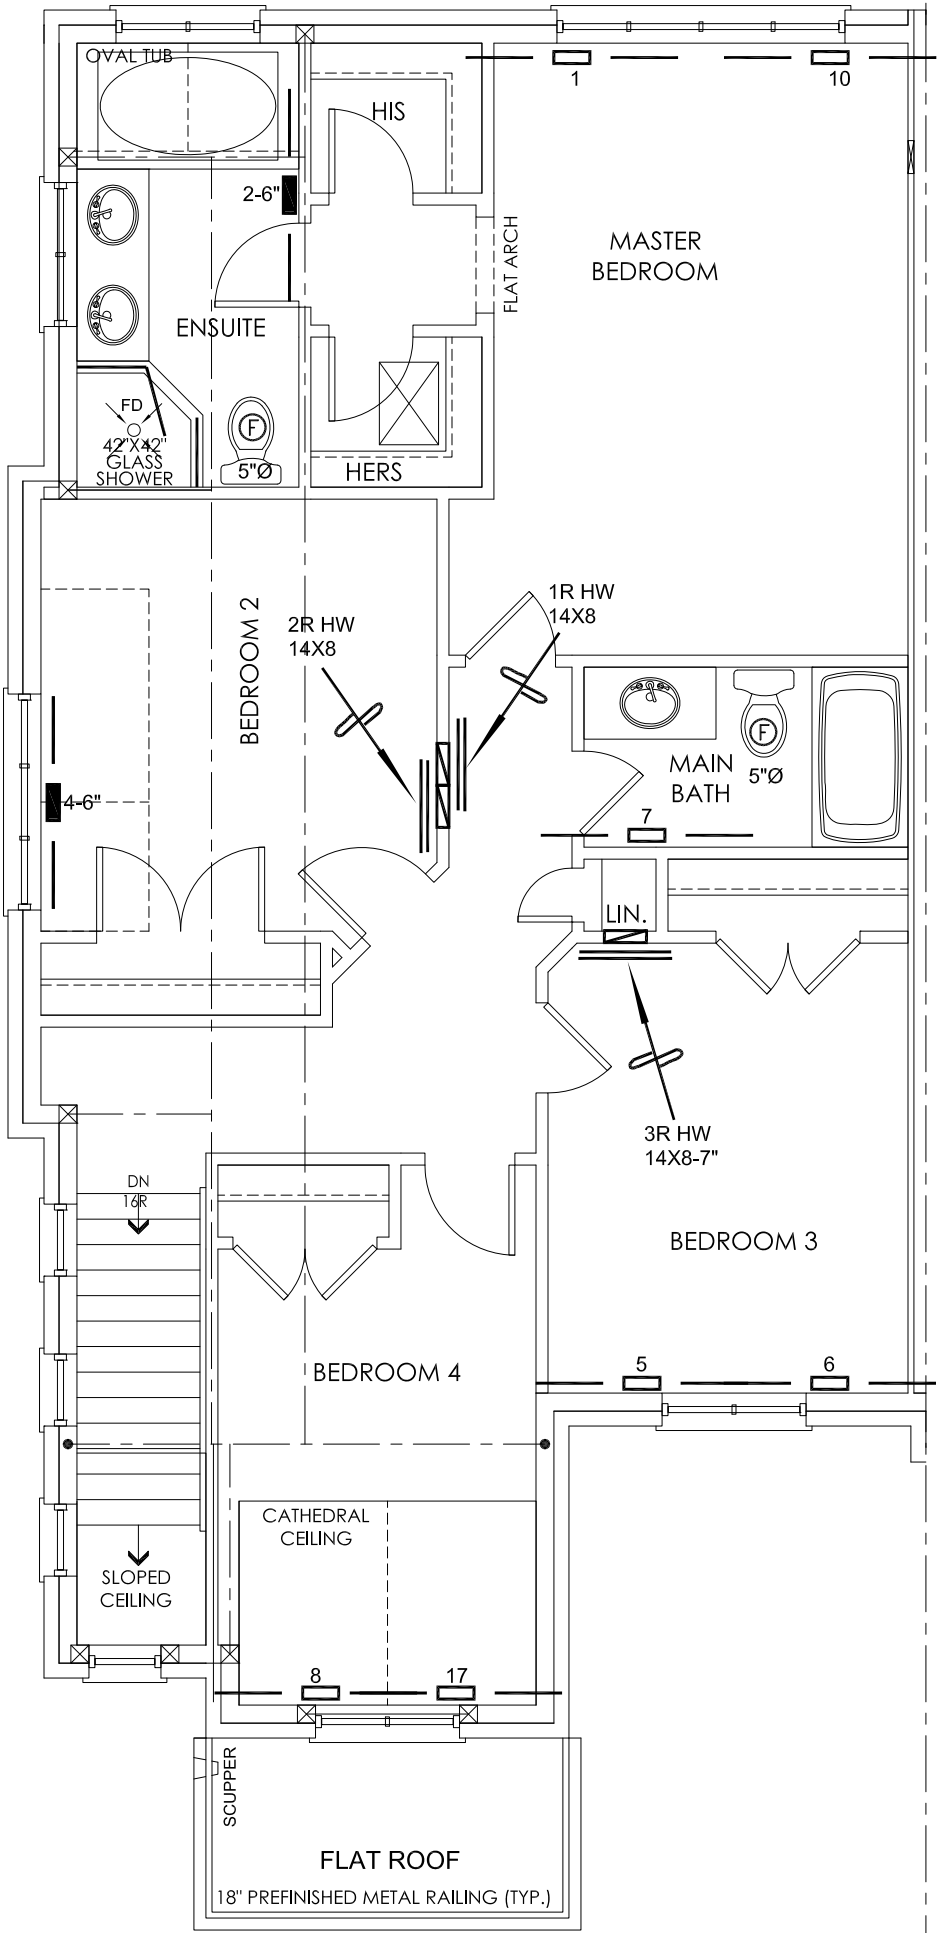 OVAL TUB
HIS
1
10
2-6"
FLAT ARCH
MASTER
BEDROOM
ENSUITE
FD
42"X42"
GLASS
SHOWER
F
5"Ø
HERS
BEDROOM 2
2R HW
14X8
1R HW
14X8
F
5"Ø
MAIN
BATH
4-6"
7
LIN.
3R HW
14X8-7"
DN
16R
BEDROOM 3
BEDROOM 4
5
6
CATHEDRAL
CEILING
SLOPED
CEILING
8
17
SCUPPER
FLAT ROOF
18" PREFINISHED METAL RAILING (TYP.)